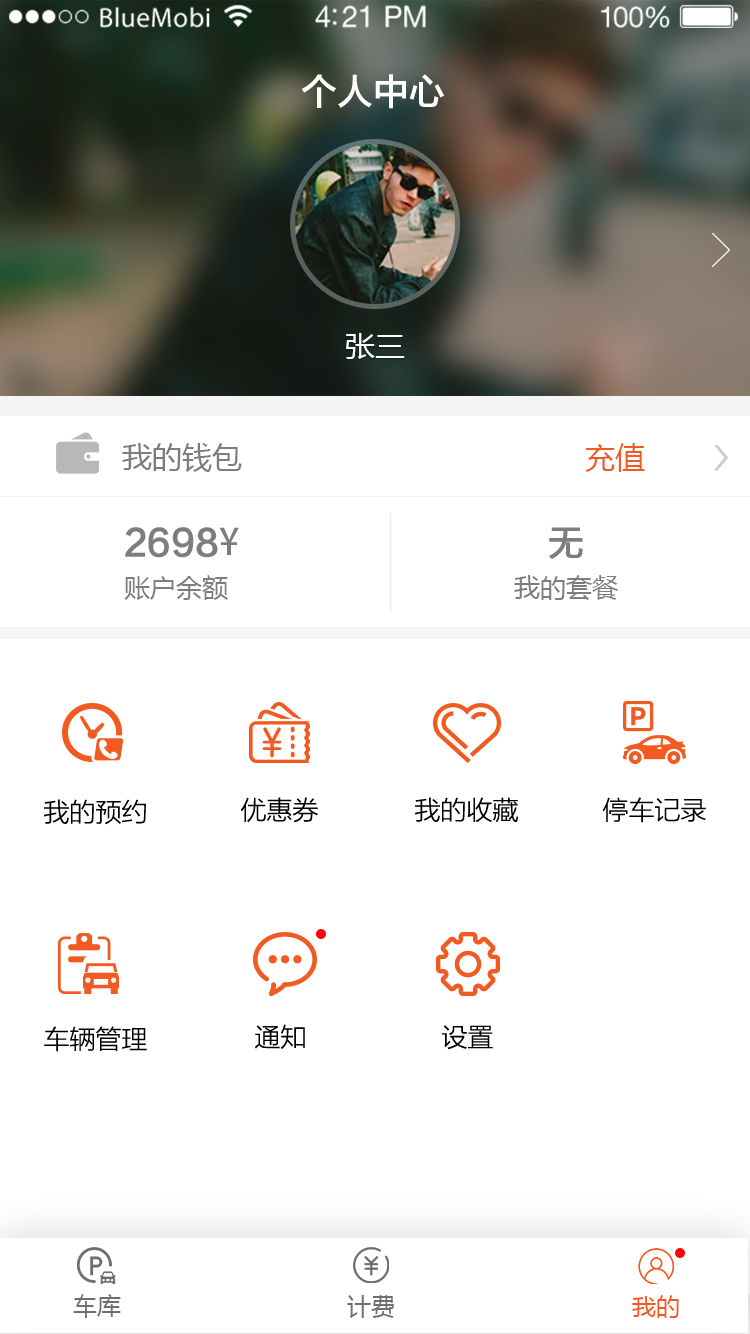 BlueMobi 4:21 PM 100%
个人中心
张三
我的钱包 充值
2698¥ 无
账户余额 我的套餐
我的预约 优惠券 我的收藏 停车记录
车辆管理 通知 设置
车库 计费 我的